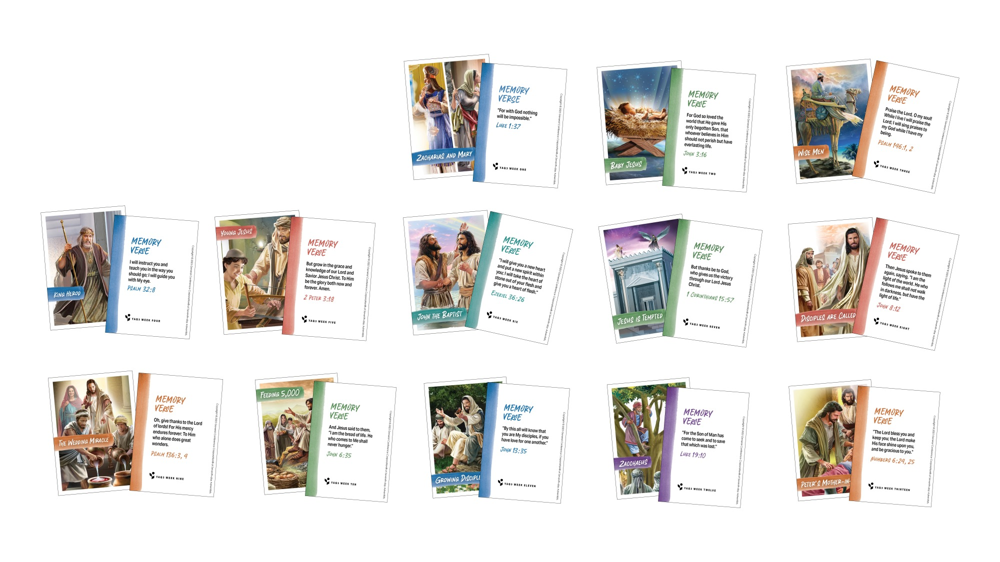 ZACHARIAS AND MARY
MEMORY
VERSE
"For with God nothing
will be impossible."
LUKE 1:37
YAQ3 WEEK ONE
Copyright © 2025 General Conference Corporation® of Seventh-day Adventists.
BABY JESUS
MEMORY
VERSE
For God so loved the
world that He gave His
only begotten Son, that
whoever believes in Him
should not perish but have
everlasting life.
JOHN 3:16
YAQ3 WEEK TWO
Copyright © 2025 General Conference Corporation® of Seventh-day Adventists.
WISE MEN
MEMORY
VERSE
Praise the Lord, O my soul!
While I live I will praise the
Lord; I will sing praises to
my God while I have my
being.
PSALM 146:1, 2
YAQ3 WEEK THREE
Copyright © 2025 General Conference Corporation® of Seventh-day Adventists.
KING HEROD
MEMORY
VERSE
I will instruct you and
teach you in the way you
should go; I will guide you
with My eye.
PSALM 32:8
YAQ3 WEEK FOUR
Copyright © 2025 General Conference Corporation® of Seventh-day Adventists.
YOUNG JESUS
MEMORY
VERSE
But grow in the grace and
knowledge of our Lord and
Savior Jesus Christ. To Him
be the glory both now and
forever. Amen.
2 PETER 3:18
YAQ3 WEEK FIVE
Copyright © 2025 General Conference Corporation® of Seventh-day Adventists.
JOHN THE BAPTIST
MEMORY
VERSE
"I will give you a new heart
and put a new spirit within
you; I will take the heart of
stone out of your flesh and
give you a heart of flesh."
EZEKIEL 36:26
YAQ3 WEEK SIX
Copyright © 2025 General Conference Corporation® of Seventh-day Adventists.
JESUS IS TEMPTED
MEMORY
VERSE
But thanks be to God,
who gives us the victory
through our Lord Jesus
Christ.
1 CORINTHIANS 15:57
YAQ3 WEEK SEVEN
Copyright © 2025 General Conference Corporation® of Seventh-day Adventists.
DISCIPLES ARE CALLED
MEMORY
VERSE
Then Jesus spoke to them
again, saying, "I am the
light of the world. He who
follows me shall not walk
in darkness, but have the
light of life."
JOHN 8:12
YAQ3 WEEK EIGHT
Copyright © 2025 General Conference Corporation® of Seventh-day Adventists.
THE WEDDING MIRACLE
MEMORY
VERSE
Oh, give thanks to the Lord
of lords! For His mercy
endures forever: To Him
who alone does great
wonders.
PSALM 136:3, 4
YAQ3 WEEK NINE
Copyright © 2025 General Conference Corporation® of Seventh-day Adventists.
FEEDING 5,000
MEMORY
VERSE
And Jesus said to them,
"I am the bread of life. He
who comes to Me shall
never hunger."
JOHN 6:35
YAQ3 WEEK TEN
Copyright © 2025 General Conference Corporation® of Seventh-day Adventists.
GROWING DISCIPLE
MEMORY
VERSE
"By this all will know that
you are My disciples, if you
have love for one another."
JOHN 13:35
YAQ3 WEEK ELEVEN
Copyright © 2025 General Conference Corporation® of Seventh-day Adventists.
ZACCHAEUS
MEMORY
VERSE
"For the Son of Man has
come to seek and to save
that which was lost."
LUKE 19:10
YAQ3 WEEK TWELVE
Copyright © 2025 General Conference Corporation® of Seventh-day Adventists.
PETER'S MOTHER-IN-
MEMORY
VERSE
"The Lord bless you and
keep you; the Lord make
His face shine upon you,
and be gracious to you."
NUMBERS 6:24, 25
YAQ3 WEEK THIRTEEN
Copyright © 2025 General Conference Corporation® of Seventh-day Adventists.